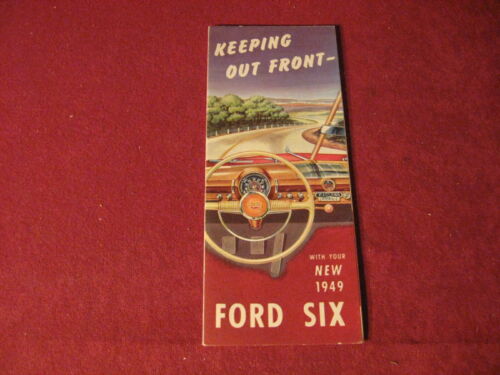 KEEPING
OUT FRONT-
WITH YOUR
NEW
1949
FORD SIX